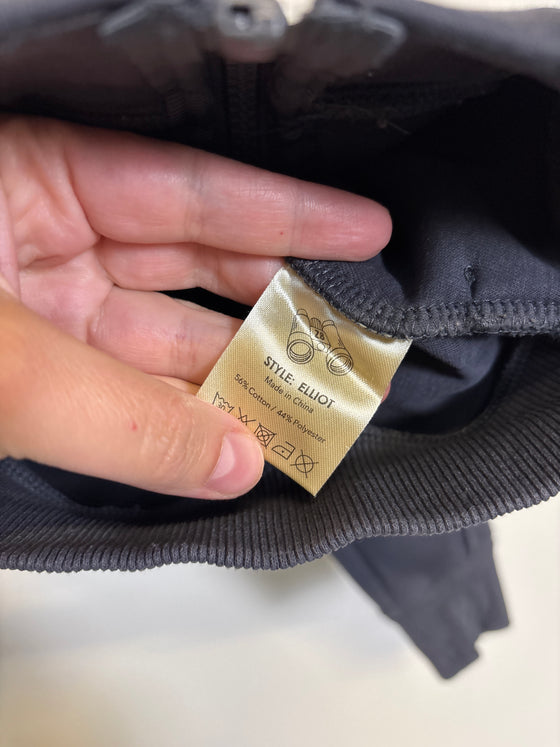 STYLE: ELLIOT
Made in China
56% Cotton / 44% Polyester